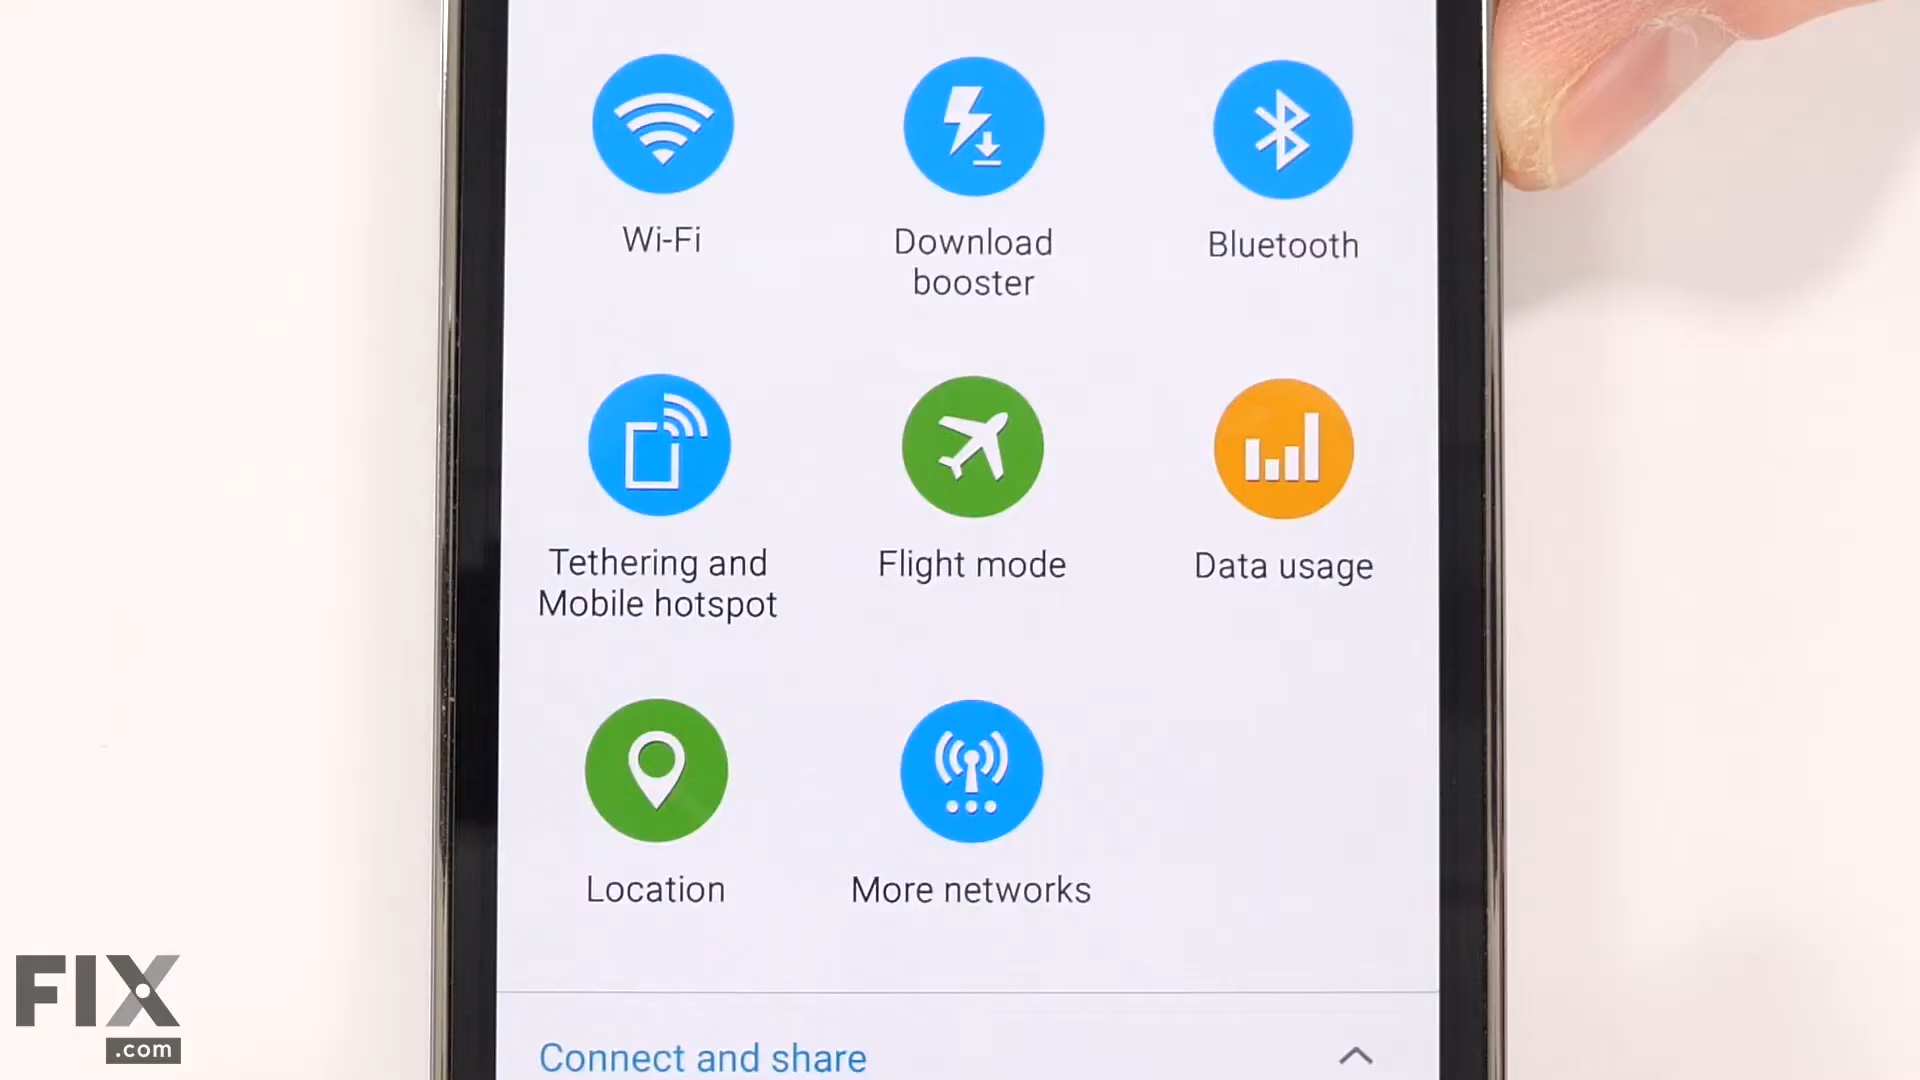 Wi-Fi
Download
booster
Bluetooth
Tethering and
Mobile hotspot
Flight mode
Data usage
Location
More networks
Connect and share
FIX
.com